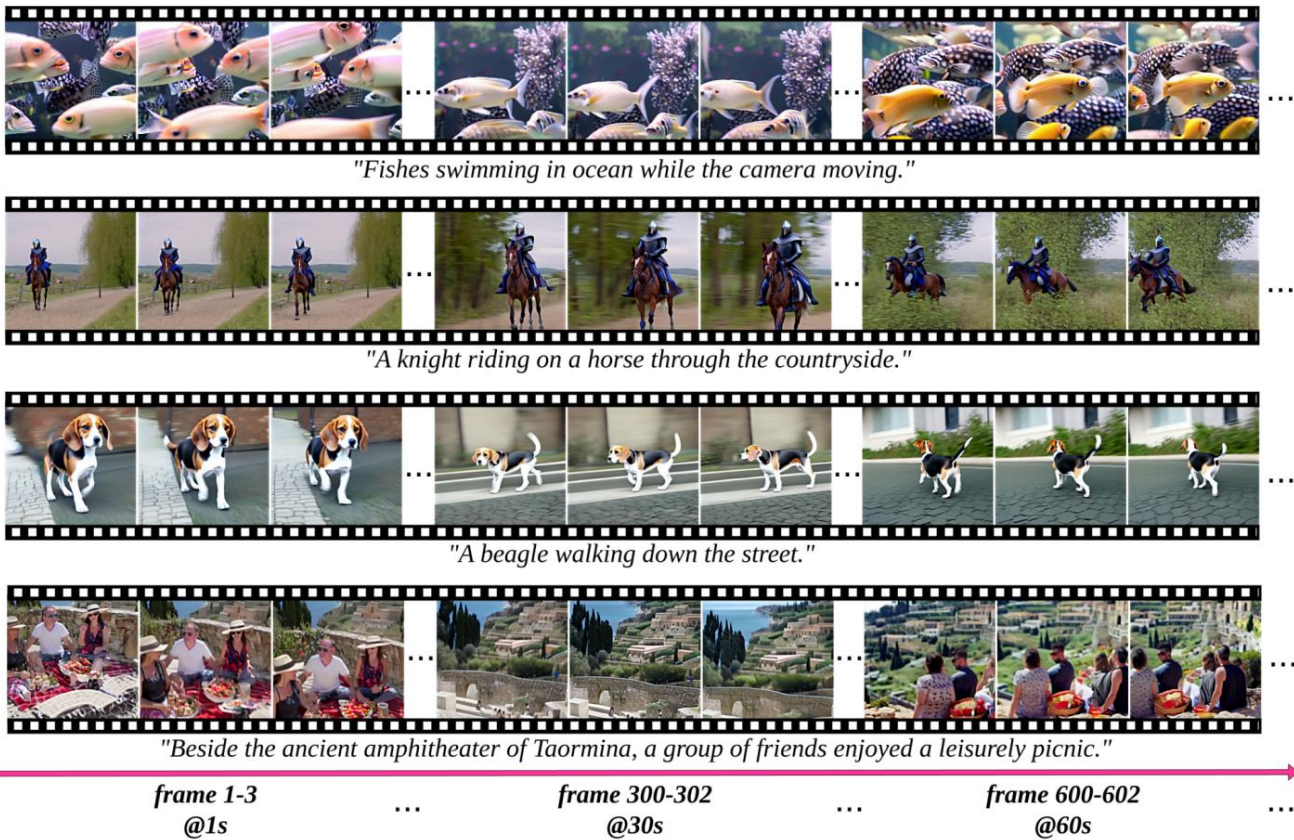 "Fishes swimming in ocean while the camera moving."
"A knight riding on a horse through the countryside."
"A beagle walking down the street."
"Beside the ancient amphitheater of Taormina, a group of friends enjoyed a leisurely picnic."
frame 1-3 ... frame 300-302 ... frame 600-602 ...
@1s @30s @60s